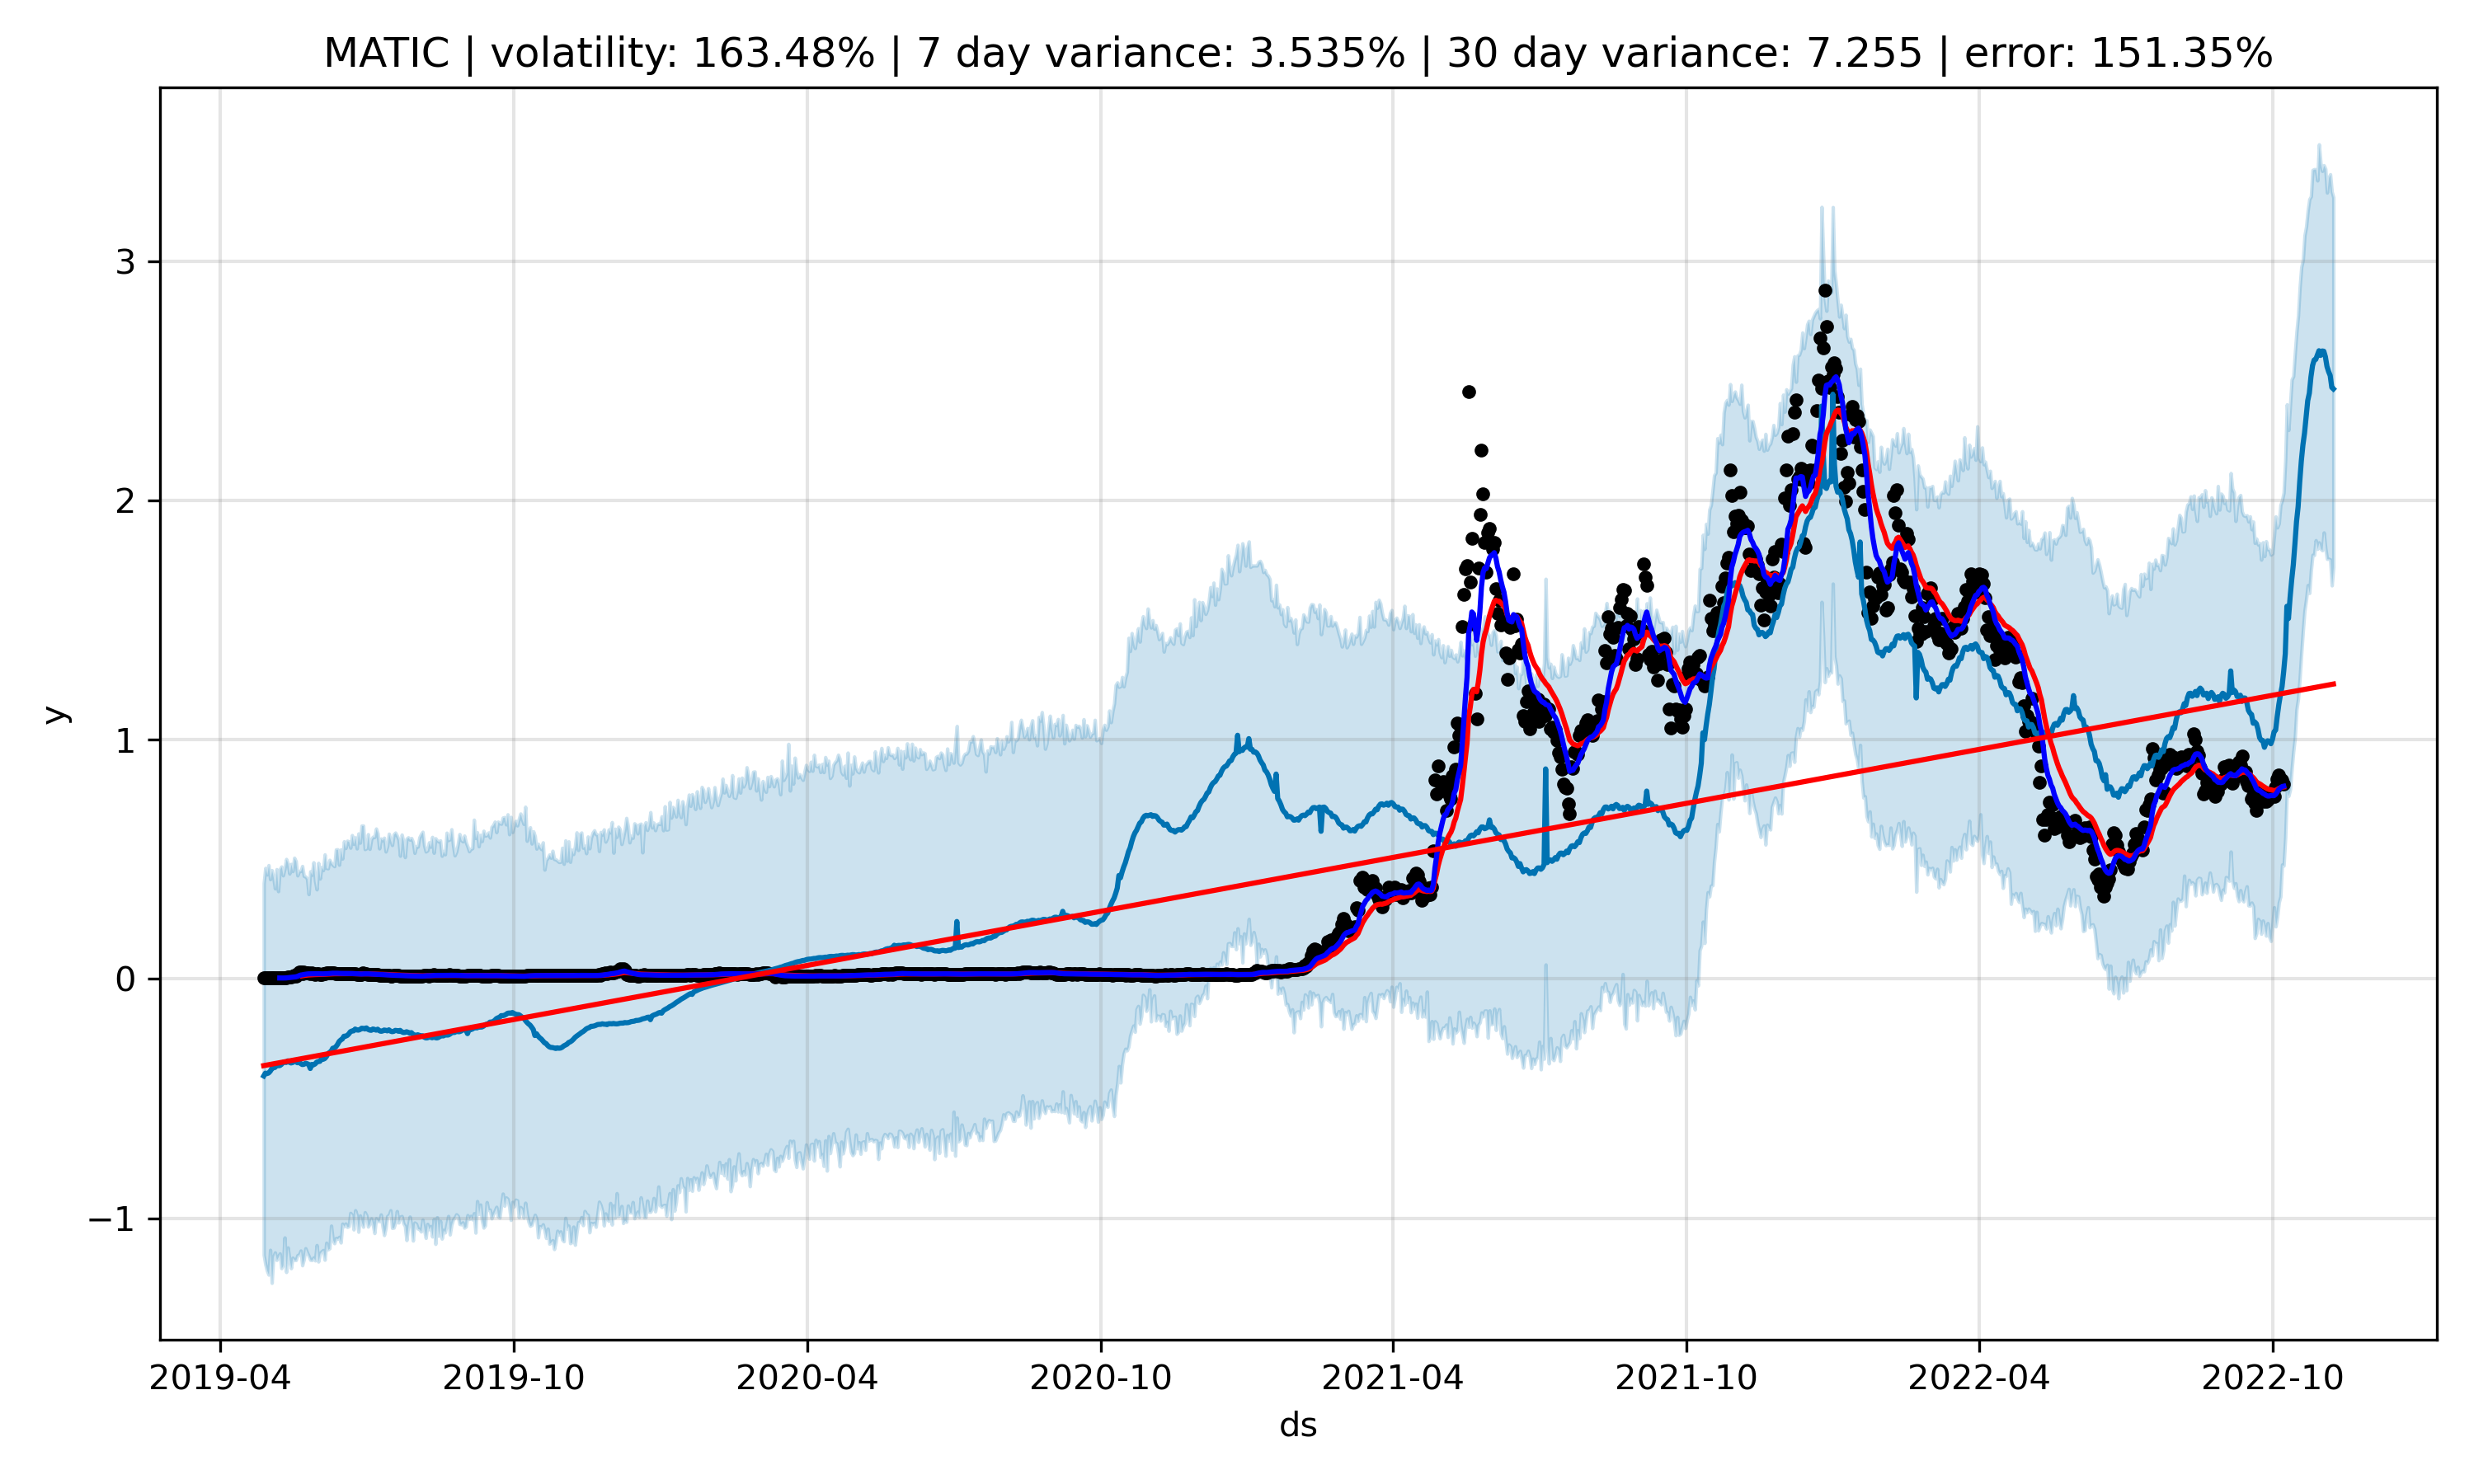 MATIC | volatility: 163.48% | 7 day variance: 3.535% | 30 day variance: 7.255 | error: 151.35%
3
2
1
0
−1
y
2019-04 2019-10 2020-04 2020-10 2021-04 2021-10 2022-04 2022-10
ds